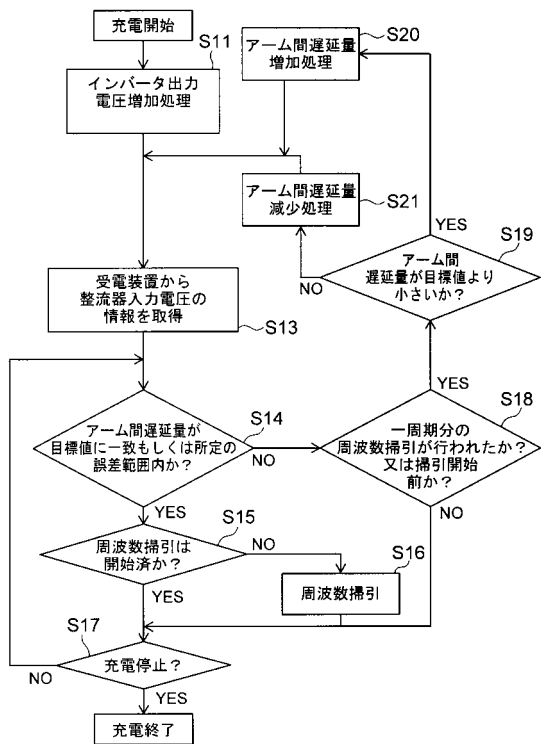 充電開始
S11
インバータ出力
電圧増加処理
S20
アーム間遅延量
増加処理
アーム間遅延量
減少処理
S21
YES
S19
アーム間
遅延量が目標値より
小さいか?
NO
受電装置から
整流器入力電圧の
情報を取得
S13
YES
S18
一周期分の
周波数掃引が行われたか?
又は掃引開始
前か?
NO
S14
アーム間遅延量が
目標値に一致もしくは所定の
誤差範囲内か?
NO
YES
S15
周波数掃引は
開始済か?
NO
YES
S16
周波数掃引
S17
充電停止?
NO
YES
充電終了